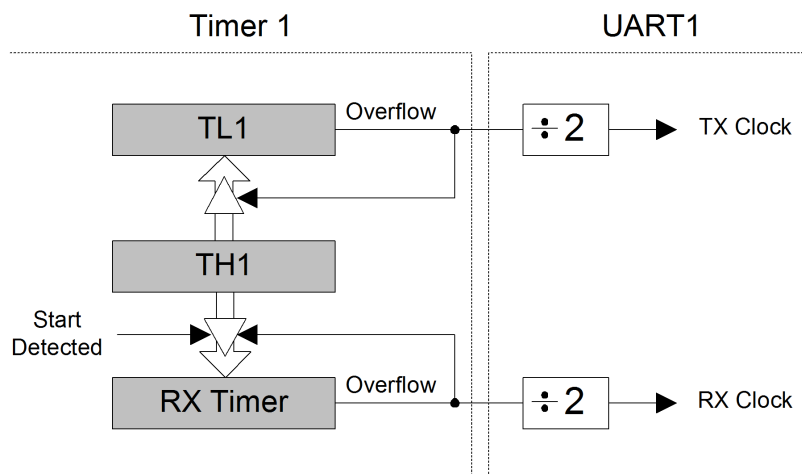 Timer 1
UART1
TL1
Overflow
÷ 2
TX Clock
TH1
Start
Detected
RX Timer
Overflow
÷ 2
RX Clock